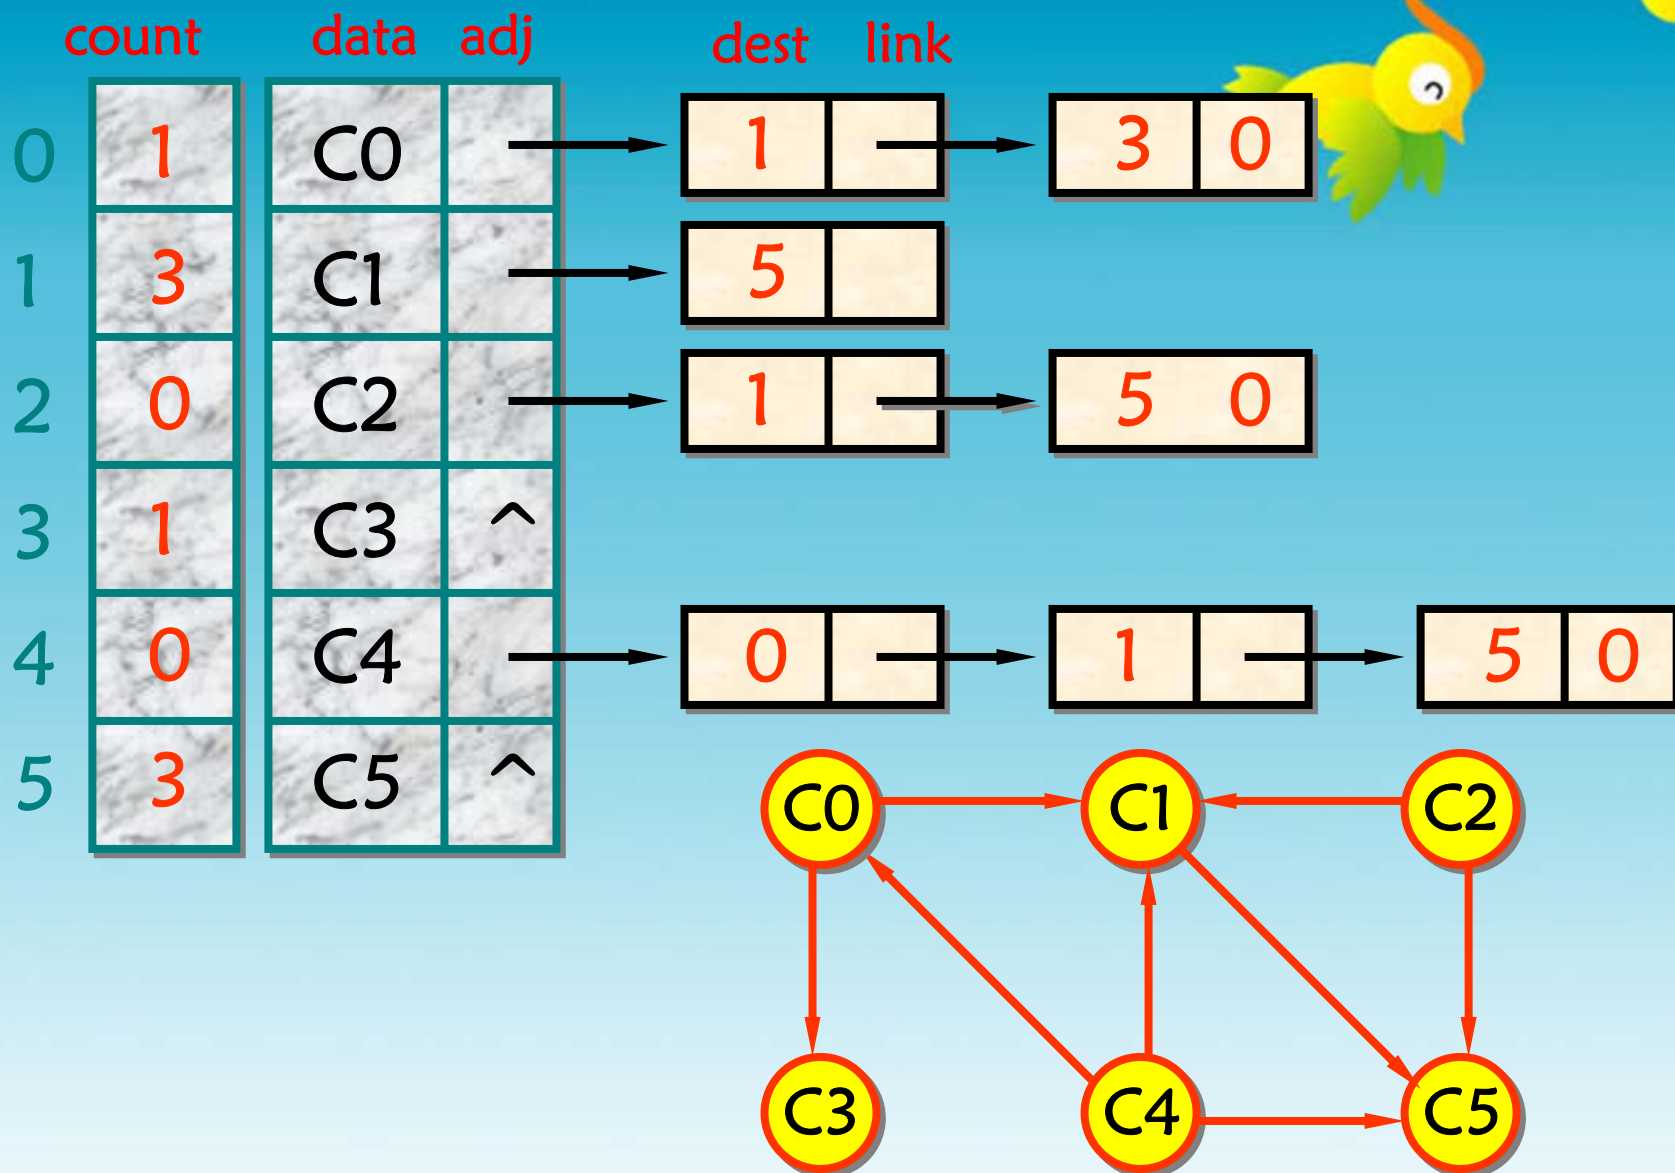 count data adj dest link
0 1 C0 1 3 0
1 3 C1 5
2 0 C2 1 5 0
3 1 C3 ^
4 0 C4 0 1 5 0
5 3 C5 ^
C0 C1 C2
C3 C4 C5